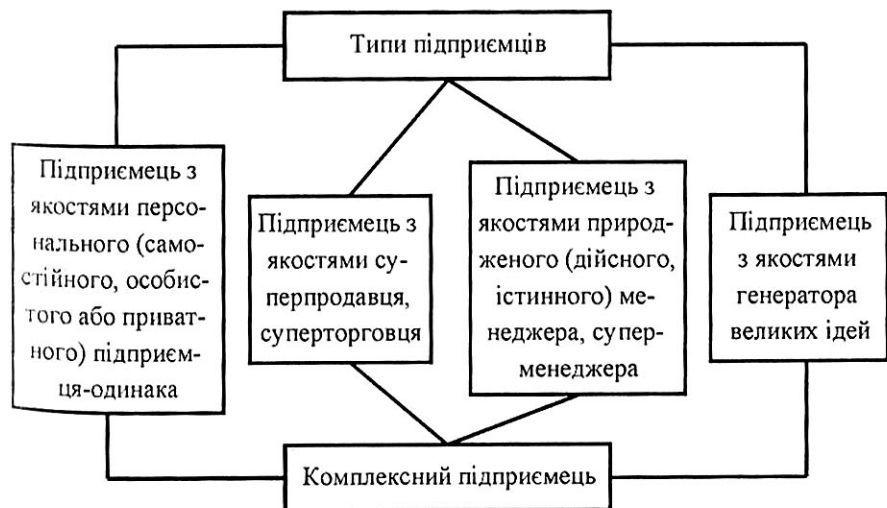 Типи підприємців
Підприємець з
якостями персо-
нального (само-
стійного, особис-
того або приват-
ного) підприєм-
ця-одинака
Підприємець з
якостями су-
перпродавця,
суперторговця
Підприємець з
якостями природ-
женого (дійсного,
істинного) ме-
неджера, супер-
менеджера
Підприємець
з якостями
генератора
великих ідей
Комплексний підприємець